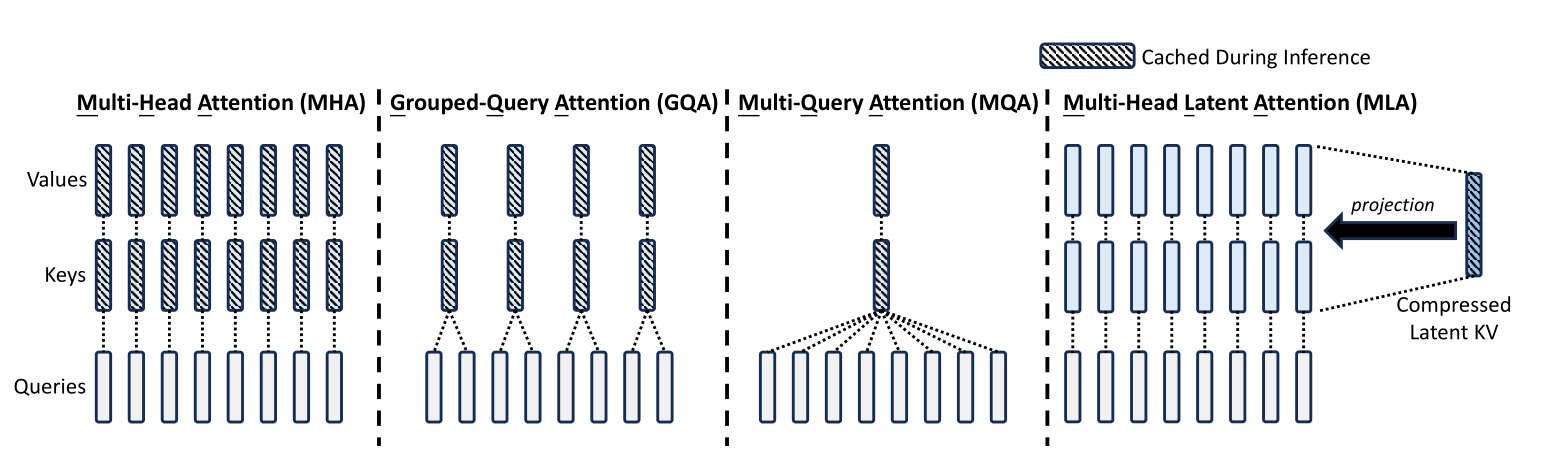 Cached During Inference
Multi-Head Attention (MHA)
Grouped-Query Attention (GQA)
Multi-Query Attention (MQA)
Multi-Head Latent Attention (MLA)
Values
Keys
Queries
projection
Compressed
Latent KV